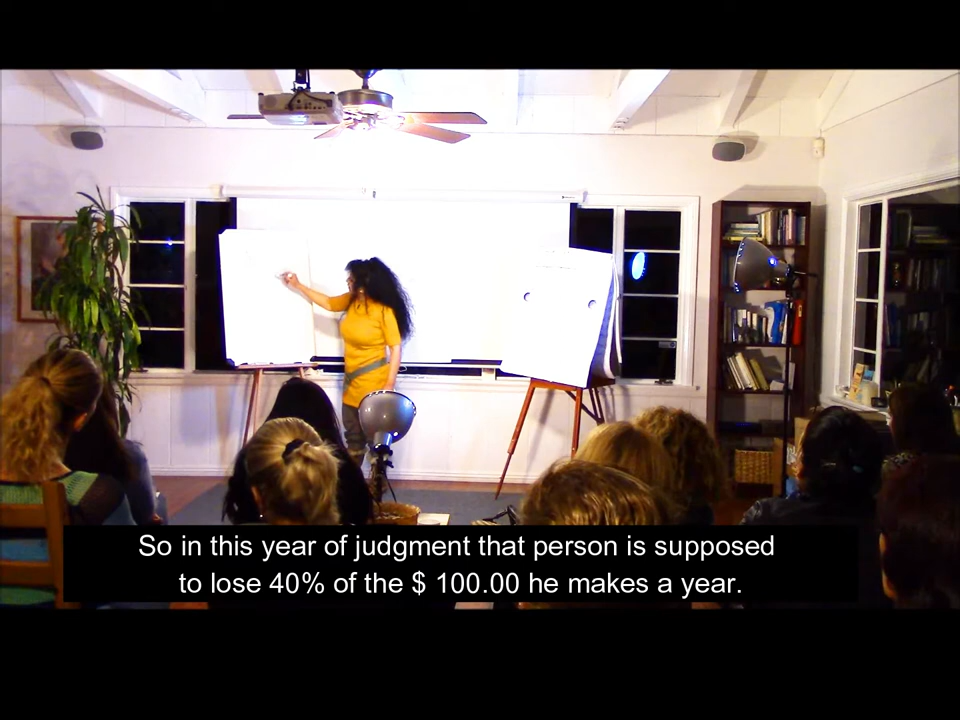 So in this year of judgment that person is supposed
to lose 40% of the $ 100.00 he makes a year.